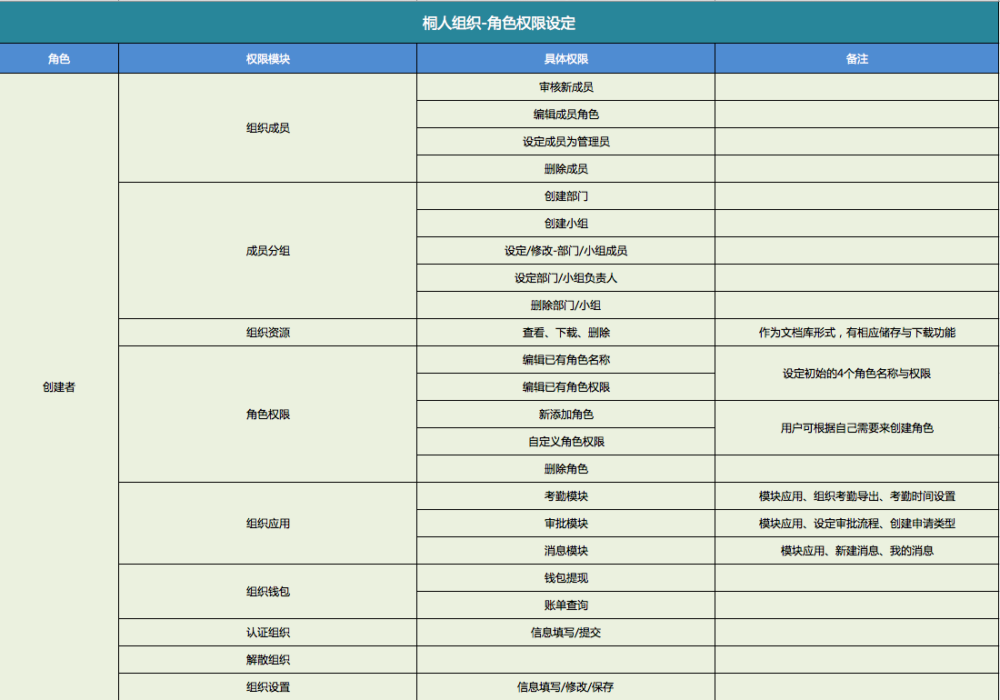 桐人组织-角色权限设定
角色 权限模块 具体权限 备注
创建者
组织成员
审核新成员
编辑成员角色
设定成员为管理员
删除成员
成员分组
创建部门
创建小组
设定/修改-部门/小组成员
设定部门/小组负责人
删除部门/小组
组织资源 查看、下载、删除 作为文档库形式，有相应储存与下载功能
角色权限
编辑已有角色名称
编辑已有角色权限
设定初始的4个角色名称与权限
新添加角色
自定义角色权限
用户可根据自己需要来创建角色
删除角色
组织应用
考勤模块 模块应用、组织考勤导出、考勤时间设置
审批模块 模块应用、设定审批流程、创建申请类型
消息模块 模块应用、新建消息、我的消息
组织钱包
钱包提现
账单查询
认证组织 信息填写/提交
解散组织
组织设置 信息填写/修改/保存